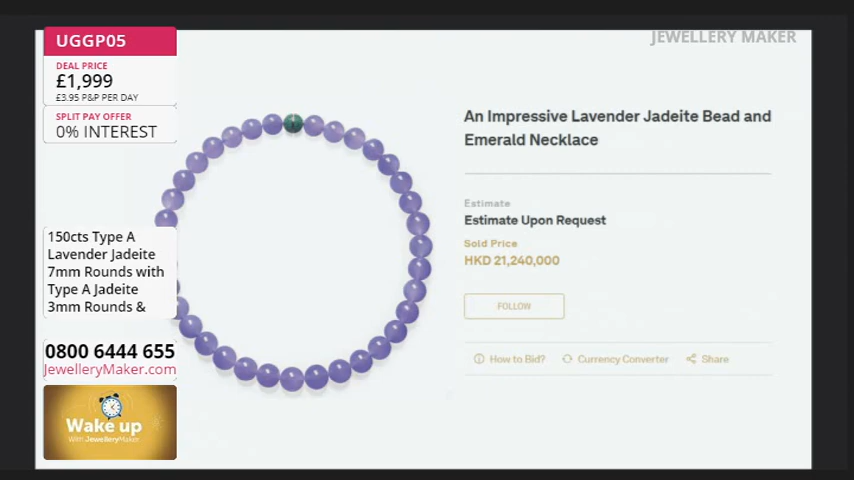 UGGP05
DEAL PRICE
£1,999
£3.95 P&P PER DAY
SPLIT PAY OFFER
0% INTEREST
150cts Type A
Lavender Jadeite
7mm Rounds with
Type A Jadeite
3mm Rounds &
0800 6444 655
JewelleryMaker.com
Wake up
With JewelleryMaker
JEWELLERY MAKER
An Impressive Lavender Jadeite Bead and
Emerald Necklace
Estimate
Estimate Upon Request
Sold Price
HKD 21,240,000
FOLLOW
How to Bid? Currency Converter Share